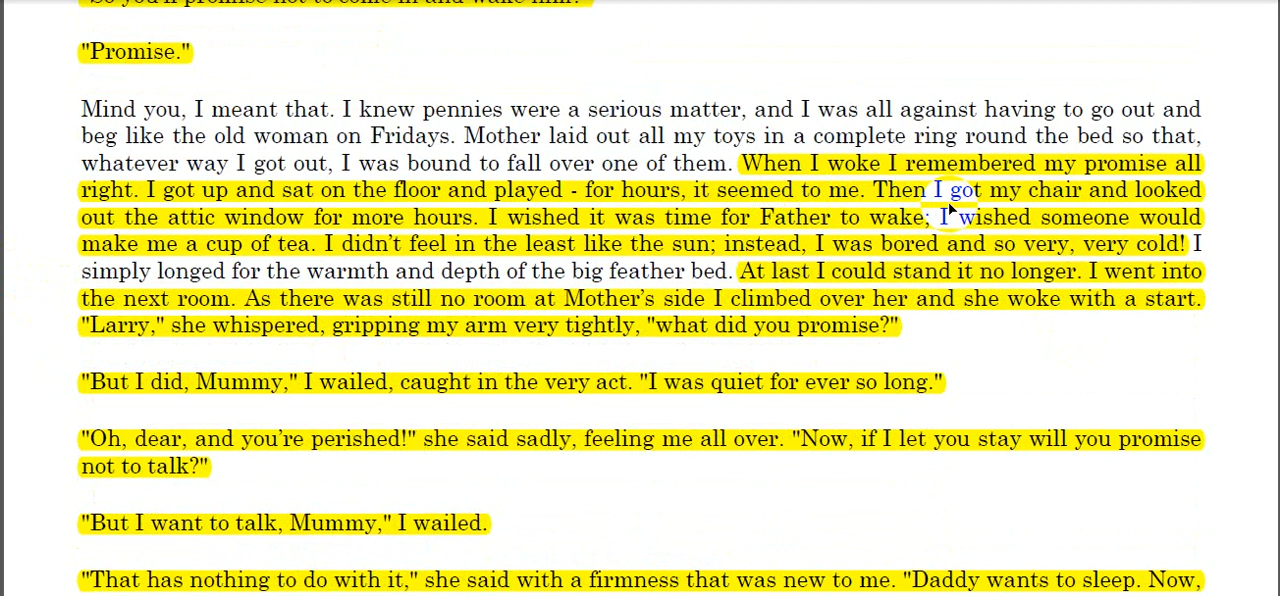 "So you'll promise not to come in and wake him?"
"Promise."
Mind you, I meant that. I knew pennies were a serious matter, and I was all against having to go out and
beg like the old woman on Fridays. Mother laid out all my toys in a complete ring round the bed so that,
whatever way I got out, I was bound to fall over one of them. When I woke I remembered my promise all
right. I got up and sat on the floor and played - for hours, it seemed to me. Then I got my chair and looked
out the attic window for more hours. I wished it was time for Father to wake; I wished someone would
make me a cup of tea. I didn’t feel in the least like the sun; instead, I was bored and so very, very cold! I
simply longed for the warmth and depth of the big feather bed. At last I could stand it no longer. I went into
the next room. As there was still no room at Mother’s side I climbed over her and she woke with a start.
"Larry," she whispered, gripping my arm very tightly, "what did you promise?"
"But I did, Mummy," I wailed, caught in the very act. "I was quiet for ever so long."
"Oh, dear, and you’re perished!" she said sadly, feeling me all over. "Now, if I let you stay will you promise
not to talk?"
"But I want to talk, Mummy," I wailed.
"That has nothing to do with it," she said with a firmness that was new to me. "Daddy wants to sleep. Now,